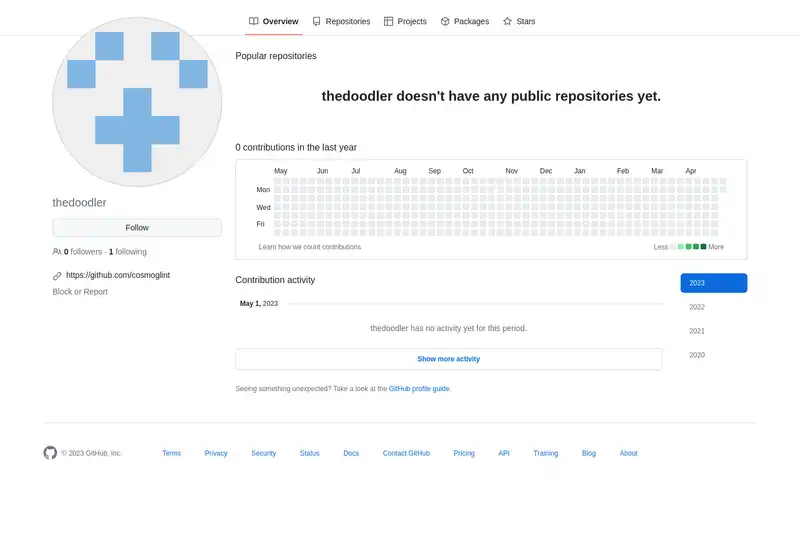 Overview Repositories Projects Packages Stars
thedoodler
Follow
0 followers · 1 following
https://github.com/cosmoglint
Block or Report
Popular repositories
thedoodler doesn't have any public repositories yet.
0 contributions in the last year
May Jun Jul Aug Sep Oct Nov Dec Jan Feb Mar Apr
Mon
Wed
Fri
Learn how we count contributions Less More
Contribution activity
2023
2022
2021
2020
May 1, 2023
thedoodler has no activity yet for this period.
Show more activity
Seeing something unexpected? Take a look at the GitHub profile guide.
© 2023 GitHub, Inc. Terms Privacy Security Status Docs Contact GitHub Pricing API Training Blog About